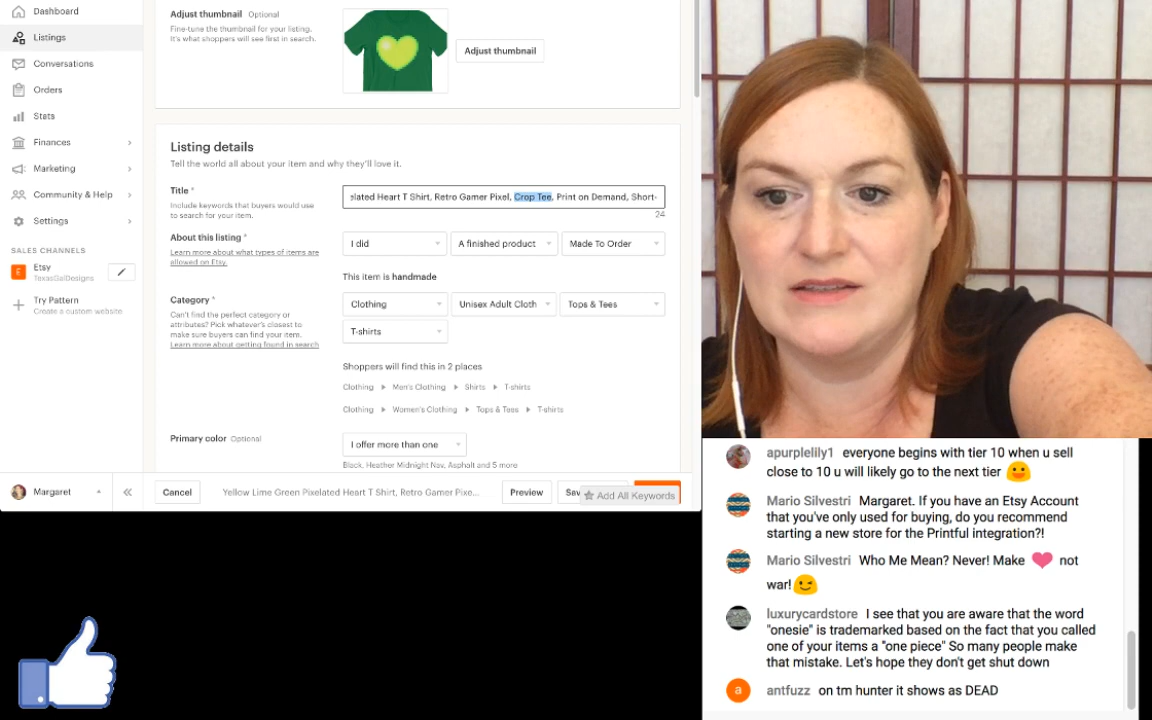 Dashboard
Listings
Conversations
Orders
Stats
Finances
Marketing
Community & Help
Settings
SALES CHANNELS
E
Etsy
TexasGalDesigns
Try Pattern
Create a custom website
Margaret
Adjust thumbnail Optional
Fine-tune the thumbnail for your listing.
It's what shoppers will see first in search.
Adjust thumbnail
Listing details
Tell the world all about your item and why they'll love it.
Title *
Include keywords that buyers would use
to search for your item.
elated Heart T Shirt, Retro Gamer Pixel, Crop Tee, Print on Demand, Short-
24
About this listing *
Learn more about what types of items are
allowed on Etsy.
I did
A finished product
Made To Order
This item is handmade
Category *
Can't find the perfect category or
attributes? Pick whatever's closest to
make sure buyers can find your item.
Learn more about getting found in search
Clothing
Unisex Adult Cloth
Tops & Tees
T-shirts
Shoppers will find this in 2 places
Clothing Men's Clothing Shirts T-shirts
Clothing Women's Clothing Tops & Tees T-shirts
Primary color Optional
I offer more than one
Black, Heather Midnight Nav, Asphalt and 5 more
Cancel
Yellow Lime Green Pixelated Heart T Shirt, Retro Gamer Pixe...
Preview
Sav
Add All Keywords
apurplelily1 everyone begins with tier 10 when u sell
close to 10 u will likely go to the next tier
Mario Silvestri Margaret. If you have an Etsy Account
that you've only used for buying, do you recommend
starting a new store for the Printful integration?!
Mario Silvestri Who Me Mean? Never! Make not
war!
luxurycardstore I see that you are aware that the word
"onesie" is trademarked based on the fact that you called
one of your items a "one piece" So many people make
that mistake. Let's hope they don't get shut down
a
antfuzz on tm hunter it shows as DEAD